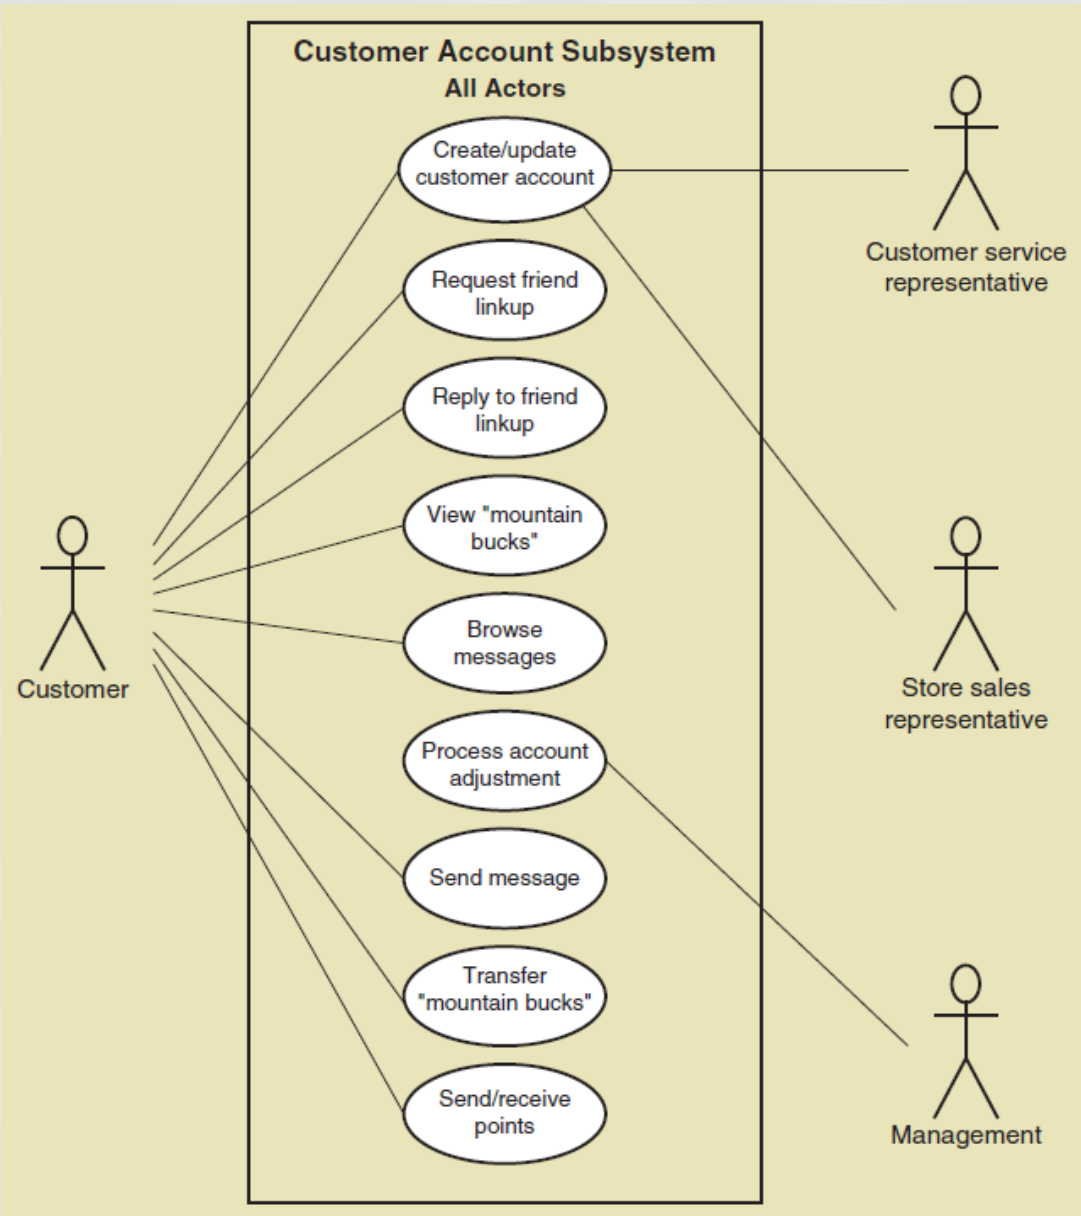 Customer Account Subsystem
All Actors
Create/update
customer account
Request friend
linkup
Reply to friend
linkup
View "mountain
bucks"
Browse
messages
Process account
adjustment
Send message
Transfer
"mountain bucks"
Send/receive
points
Customer
Customer service
representative
Store sales
representative
Management